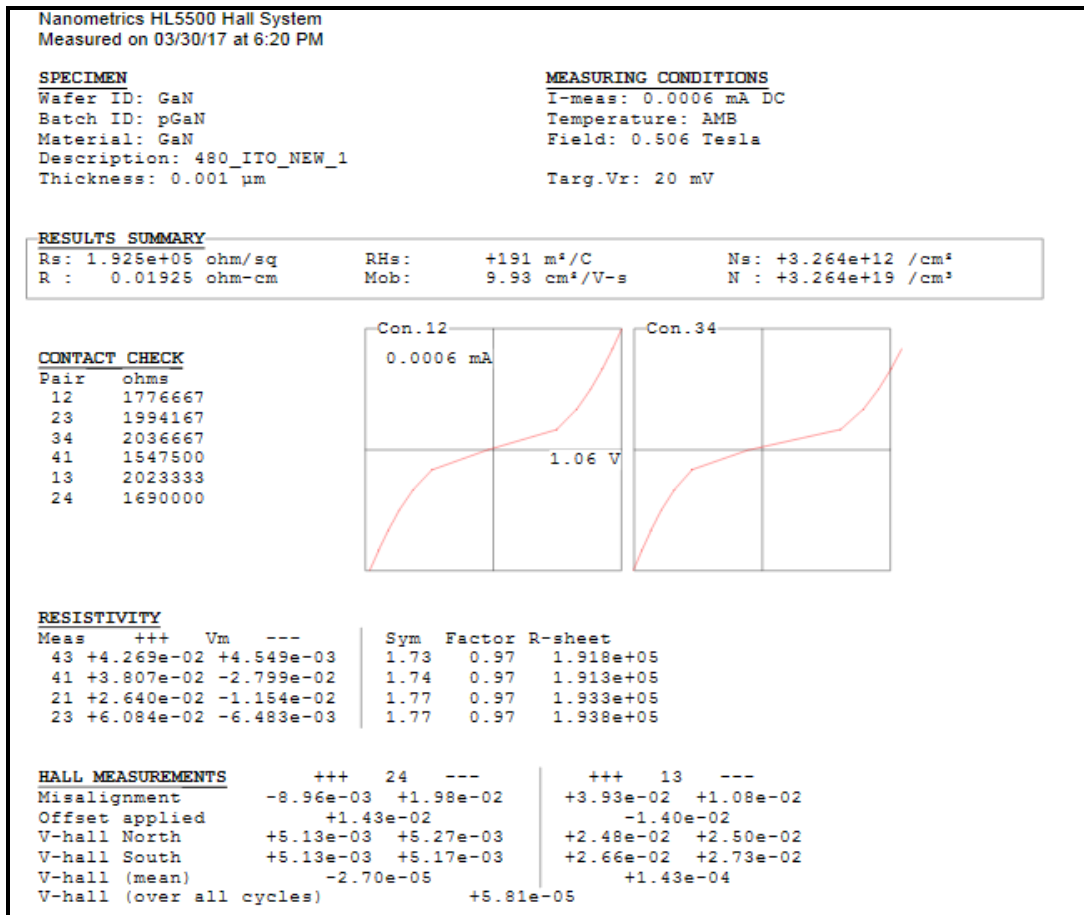 Nanometrics HL5500 Hall System
Measured on 03/30/17 at 6:20 PM
SPECIMEN
Wafer ID: GaN
Batch ID: pGaN
Material: GaN
Description: 480_ITO_NEW_1
Thickness: 0.001 µm
MEASURING CONDITIONS
I-meas: 0.0006 mA DC
Temperature: AMB
Field: 0.506 Tesla
Targ.Vr: 20 mV
RESULTS SUMMARY
Rs: 1.925e+05 ohm/sq RHs: +191 m²/C Ns: +3.264e+12 /cm²
R : 0.01925 ohm-cm Mob: 9.93 cm²/V-s N : +3.264e+19 /cm³
CONTACT CHECK
Pair ohms
12 1776667
23 1994167
34 2036667
41 1547500
13 2023333
24 1690000
Con.12
0.0006 mA
1.06 V
Con.34
RESISTIVITY
Meas +++ Vm --- Sym Factor R-sheet
43 +4.269e-02 +4.549e-03 1.73 0.97 1.918e+05
41 +3.807e-02 -2.799e-02 1.74 0.97 1.913e+05
21 +2.640e-02 -1.154e-02 1.77 0.97 1.933e+05
23 +6.084e-02 -6.483e-03 1.77 0.97 1.938e+05
HALL MEASUREMENTS +++ 24 --- +++ 13 ---
Misalignment -8.96e-03 +1.98e-02 +3.93e-02 +1.08e-02
Offset applied +1.43e-02 -1.40e-02
V-hall North +5.13e-03 +5.27e-03 +2.48e-02 +2.50e-02
V-hall South +5.13e-03 +5.17e-03 +2.66e-02 +2.73e-02
V-hall (mean) -2.70e-05 +1.43e-04
V-hall (over all cycles) +5.81e-05